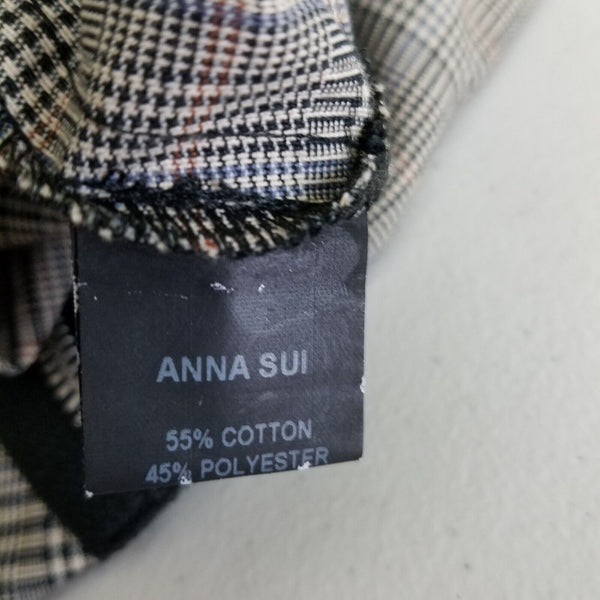 ANNA SUI
55% COTTON
45% POLYESTER